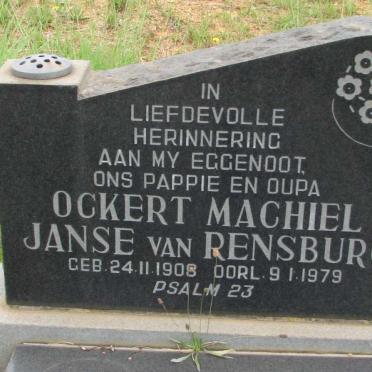 IN
LIEFDEVOLLE
HERINNERING
AAN MY EGGENOOT,
ONS PAPPIE EN OUPA
OCKERT MACHIEL
JANSE VAN RENSBURG
GEB. 24.11.1908 OORL. 9.1.1979
PSALM 23